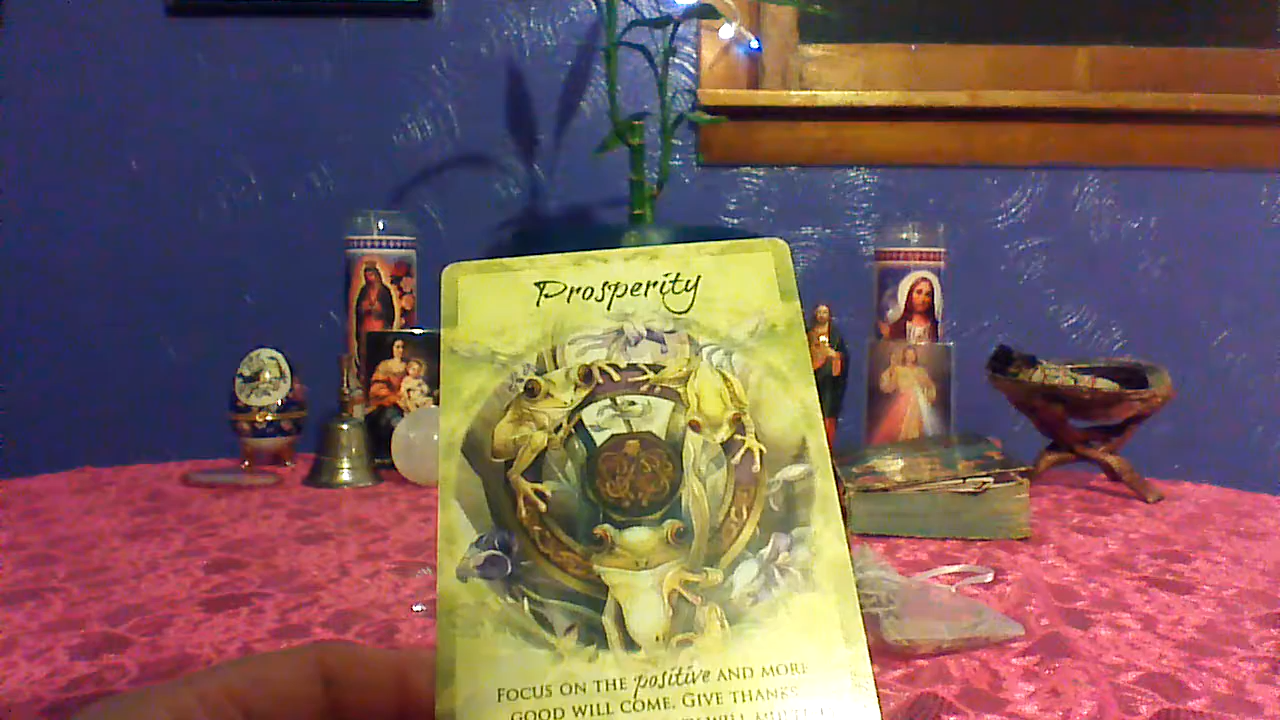 Prosperity
FOCUS ON THE positive AND MORE
GOOD WILL COME. GIVE THANKS